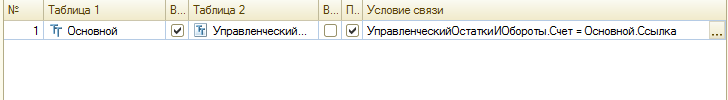 № Таблица 1 В... Таблица 2 В... П... Условие связи
1 Основной Управленческий... УправленческийОстаткиИОбороты.Счет = Основной.Ссылка ...